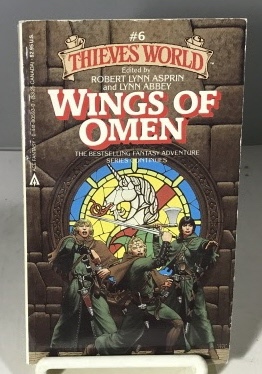 #6
THIEVES WORLD™
Edited by
ROBERT LYNN ASPRIN
and LYNN ABBEY
WINGS OF
OMEN
THE BESTSELLING FANTASY ADVENTURE
SERIES CONTINUES